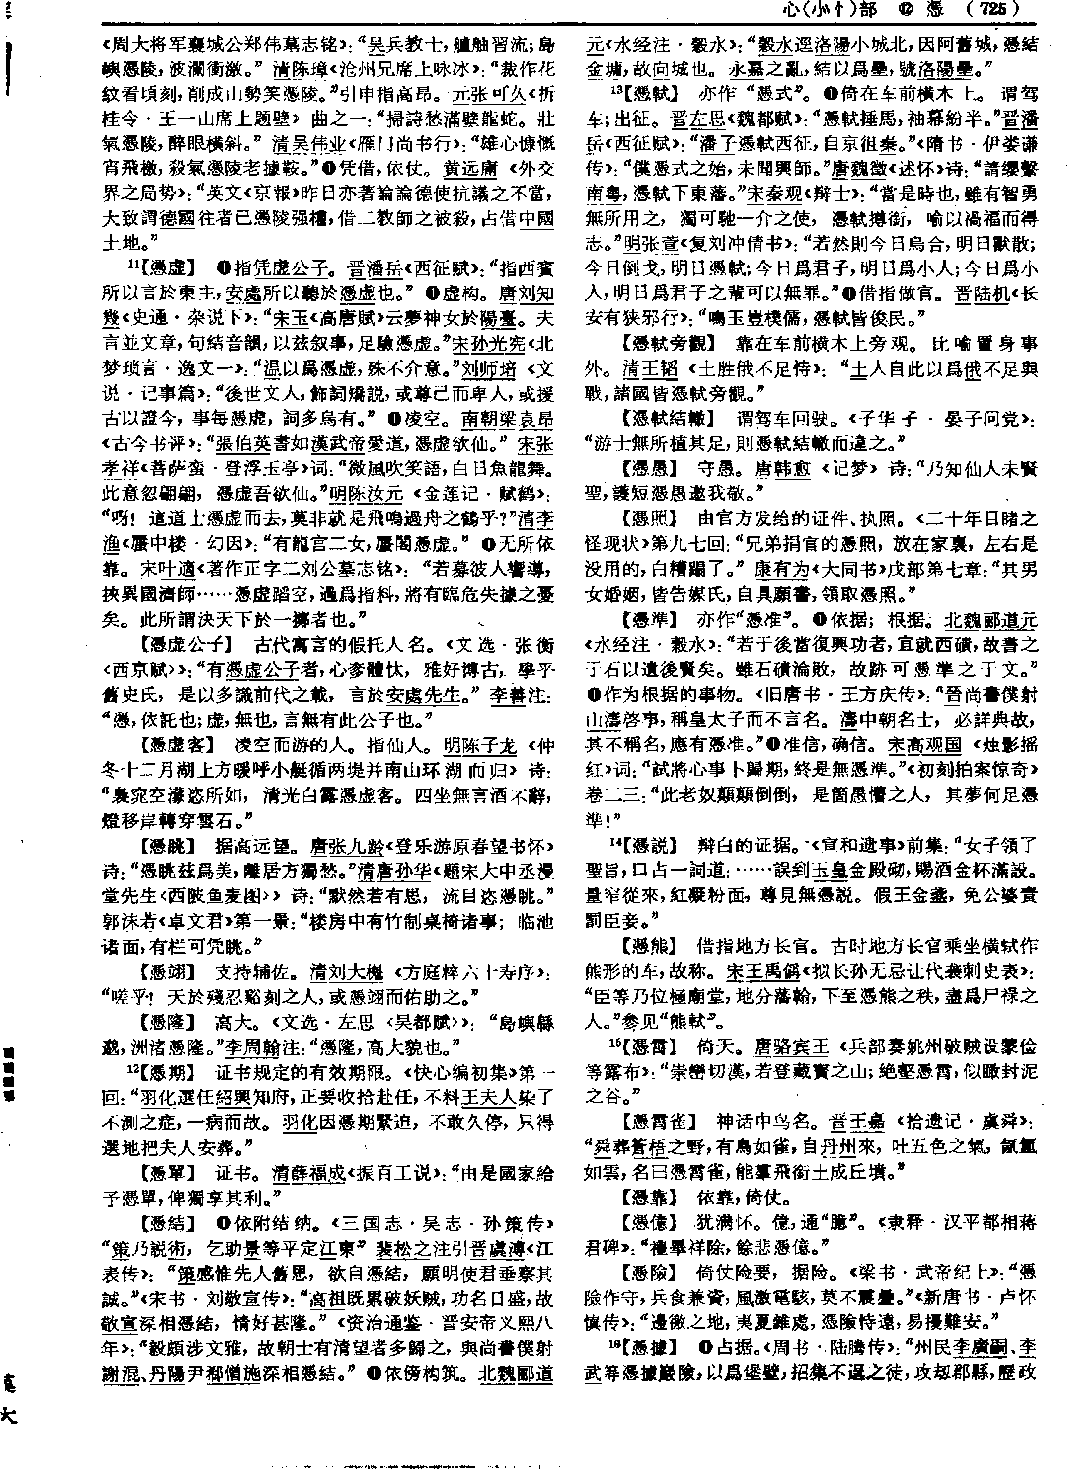 心(小忄)部 ⑫ 憑 (725)
《周大将军襄城公郑伟墓志铭》：“吴兵教士，艫舳習流；島
嶼憑陵，波瀾衝激。”清陈璋《沧州兄席上咏冰》：“裁作花
紋看頃刻，削成山勢笑憑陵。”引申指高昂。元张可久《折
桂令·王一山席上题壁》曲之一：“掃詩愁滿壁龍蛇。壯
氣憑陵，醉眼横斜。”清吴伟业《雁门尚书行》：“雄心慷慨
宵飛檄，殺氣憑陵老據鞍。”❶凭借，依仗。黄远庸《外交
界之局势》：“英文《京報》昨日亦著論論德使抗議之不當，
大致謂德國往者已憑陵强權，借二教師之被殺，占借中國
土地。”
¹¹【憑虚】 ❶指凭虚公子。晋潘岳《西征赋》：“指西賓
所以言於東主，安處所以聽於憑虚也。”❶虚构。唐刘知
幾《史通·杂说下》：“宋玉《高唐賦》云夢神女於陽臺。夫
言並文章，句結音韻，以兹叙事，足驗憑虚。”宋孙光宪《北
梦琐言·逸文一》：“温以爲憑虚，殊不介意。”刘师培《文
说·记事篇》：“後世文人，飾詞矯説，或尊己而卑人，或援
古以證今，事每憑虚，詞多烏有。”❶凌空。南朝梁袁昂
《古今书评》：“張伯英書如漢武帝愛道，憑虚欲仙。”宋张
孝祥《菩萨蛮·登浮玉亭》词：“微風吹笑語，白日魚龍舞。
此意忽翩翩，憑虚吾欲仙。”明陈汝元《金莲记·赋鹤》：
“呀！道道士憑虚而去，莫非就是飛鳴過舟之鶴乎？”清李
渔《蜃中楼·幻因》：“有龍宫二女，蜃閣憑虚。”❶无所依
靠。宋叶適《著作正字二刘公墓志铭》：“若募彼人嚮導，
挾異國濟師……憑虚蹈空，過爲指料，將有臨危失據之憂
矣。此所謂決天下於一擲者也。”
【憑虚公子】 古代寓言的假托人名。《文选·张衡
〈西京賦〉》：“有憑虚公子者，心奓體忲，雅好博古，學乎
舊史氏，是以多識前代之載，言於安處先生。”李善注：
“憑，依託也；虚，無也，言無有此公子也。”
【憑虚客】 凌空而游的人。指仙人。明陈子龙《仲
冬十二月湖上方暖呼小艇循两堤并南山环湖而归》诗：
“裊窕空濛恣所如，清光白露憑虚客。四坐無言酒不辭，
燈移岸轉穿雲石。”
【憑眺】 据高远望。唐张九龄《登乐游原春望书怀》
诗：“憑眺兹爲美，離居方獨愁。”清唐孙华《题宋大中丞漫
堂先生〈西陂鱼麦图〉》诗：“默然若有思，流目恣憑眺。”
郭沫若《卓文君》第一景：“楼房中有竹制桌椅诸事；临池
诸面，有栏可凭眺。”
【憑翊】 支持辅佐。清刘大櫆《方庭粹六十寿序》：
“嗟乎！天於殘忍谿刻之人，或憑翊而佑助之。”
【憑隆】 高大。《文选·左思〈吴都賦〉》：“島嶼緜
邈，洲渚憑隆。”李周翰注：“憑隆，高大貌也。”
¹²【憑期】 证书规定的有效期限。《快心编初集》第一
回：“羽化選任紹興知府，正要收拾赴任，不料王夫人染了
不測之症，一病而故。羽化因憑期緊迫，不敢久停，只得
選地把夫人安葬。”
【憑單】 证书。清薛福成《振百工说》：“由是國家給
予憑單，俾獨享其利。”
【憑結】 ❶依附结纳。《三国志·吴志·孙策传》
“策乃説術，乞助景等平定江東”裴松之注引晋虞溥《江
表传》：“策感惟先人舊恩，欲自憑結，願明使君垂察其
誠。”《宋书·刘敬宣传》：“高祖既累破妖贼，功名日盛，故
敬宣深相憑結，情好甚隆。”《资治通鉴·晋安帝义熙八
年》：“毅頗涉文雅，故朝士有清望者多歸之，與尚書僕射
謝混、丹陽尹郗僧施深相憑結。”❶依傍构筑。北魏郦道
元《水经注·穀水》：“穀水逕洛陽小城北，因阿舊城，憑結
金墉，故向城也。永嘉之亂，結以爲壘，號洛陽壘。”
¹³【憑軾】 亦作“憑式”。❶倚在车前横木上。谓驾
车；出征。晋左思《魏都赋》：“憑軾捶馬，袖幕紛半。”晋潘
岳《西征赋》：“潘子憑軾西征，自京徂秦。”《隋书·伊娄谦
传》：“僕憑式之始，未聞興師。”唐魏徵《述怀》诗：“請纓繫
南粤，憑軾下東藩。”宋秦观《辩士》：“當是時也，雖有智勇
無所用之，獨可馳一介之使，憑軾撙銜，喻以禍福而得
志。”明张萱《复刘冲倩书》：“若然則今日烏合，明日獸散；
今日倒戈，明日憑軾；今日爲君子，明日爲小人；今日爲小
人，明日爲君子之輩可以無罪。”❶借指做官。晋陆机《长
安有狭邪行》：“鳴玉豈樸儒，憑軾皆俊民。”
【憑軾旁觀】 靠在车前横木上旁观。比喻置身事
外。清王韬《土胜俄不足恃》：“土人自此以爲俄不足與
戰，諸國皆憑軾旁觀。”
【憑軾結轍】 谓驾车回驶。《子华子·晏子问党》：
“游士無所植其足，則憑軾結轍而違之。”
【憑愚】 守愚。唐韩愈《记梦》诗：“乃知仙人未賢
聖，護短憑愚邀我敬。”
【憑照】 由官方发给的证件、执照。《二十年目睹之
怪现状》第九七回：“兄弟捐官的憑照，放在家裏，左右是
没用的，白糟蹋了。”康有为《大同书》戊部第七章：“其男
女婚姻，皆告媒氏，自具願書，領取憑照。”
【憑準】 亦作“憑准”。❶依据；根据。北魏郦道元
《水经注·穀水》：“若于後當復興功者，宜就西磧，故書之
于石以遺後賢矣。雖石磧淪敗，故跡可憑準之于文。”
❶作为根据的事物。《旧唐书·王方庆传》：“晉尚書僕射
山濤啓事，稱皇太子而不言名。濤中朝名士，必詳典故，
其不稱名，應有憑准。”❶准信，确信。宋高观国《烛影摇
红》词：“試將心事卜歸期，終是無憑準。”《初刻拍案惊奇》
卷二三：“此老奴顛顛倒倒，是箇愚懵之人，其夢何足憑
準！”
¹⁴【憑説】 辩白的证据。《宣和遗事》前集：“女子領了
聖旨，口占一詞道：……誤到玉皇金殿砌，賜酒金杯滿設。
量窄從來，紅凝粉面，尊見無憑説。假王金盞，免公婆責
罰臣妾。”
【憑熊】 借指地方长官。古时地方长官乘坐横轼作
熊形的车，故称。宋王禹偁《拟长孙无忌让代袭刺史表》：
“臣等乃位極廟堂，地分藩翰，下至憑熊之秩，盡爲尸禄之
人。”参见“熊軾”。
¹⁵【憑霄】 倚天。唐骆宾王《兵部奏姚州破贼设蒙俭
等露布》：“崇巒切漢，若登藏寶之山；絶壑憑霄，似瞰封泥
之谷。”
【憑霄雀】 神话中鸟名。晋王嘉《拾遗记·虞舜》：
“舜葬蒼梧之野，有鳥如雀，自丹州來，吐五色之氣，氤氲
如雲，名曰憑霄雀，能羣飛銜土成丘墳。”
【憑靠】 依靠，倚仗。
【憑億】 犹满怀。億，通“臆”。《隶释·汉平都相蒋
君碑》：“禮畢祥除，餘悲憑億。”
【憑險】 倚仗险要，据险。《梁书·武帝纪上》：“憑
險作守，兵食兼資，風激電駭，莫不震疊。”《新唐书·卢怀
慎传》：“邊徼之地，夷夏雜處，憑險恃遠，易擾難安。”
¹⁶【憑據】 ❶占据。《周书·陆腾传》：“州民李廣嗣、李
武等憑據巖險，以爲堡壁，招集不逞之徒，攻刼郡縣，歷政